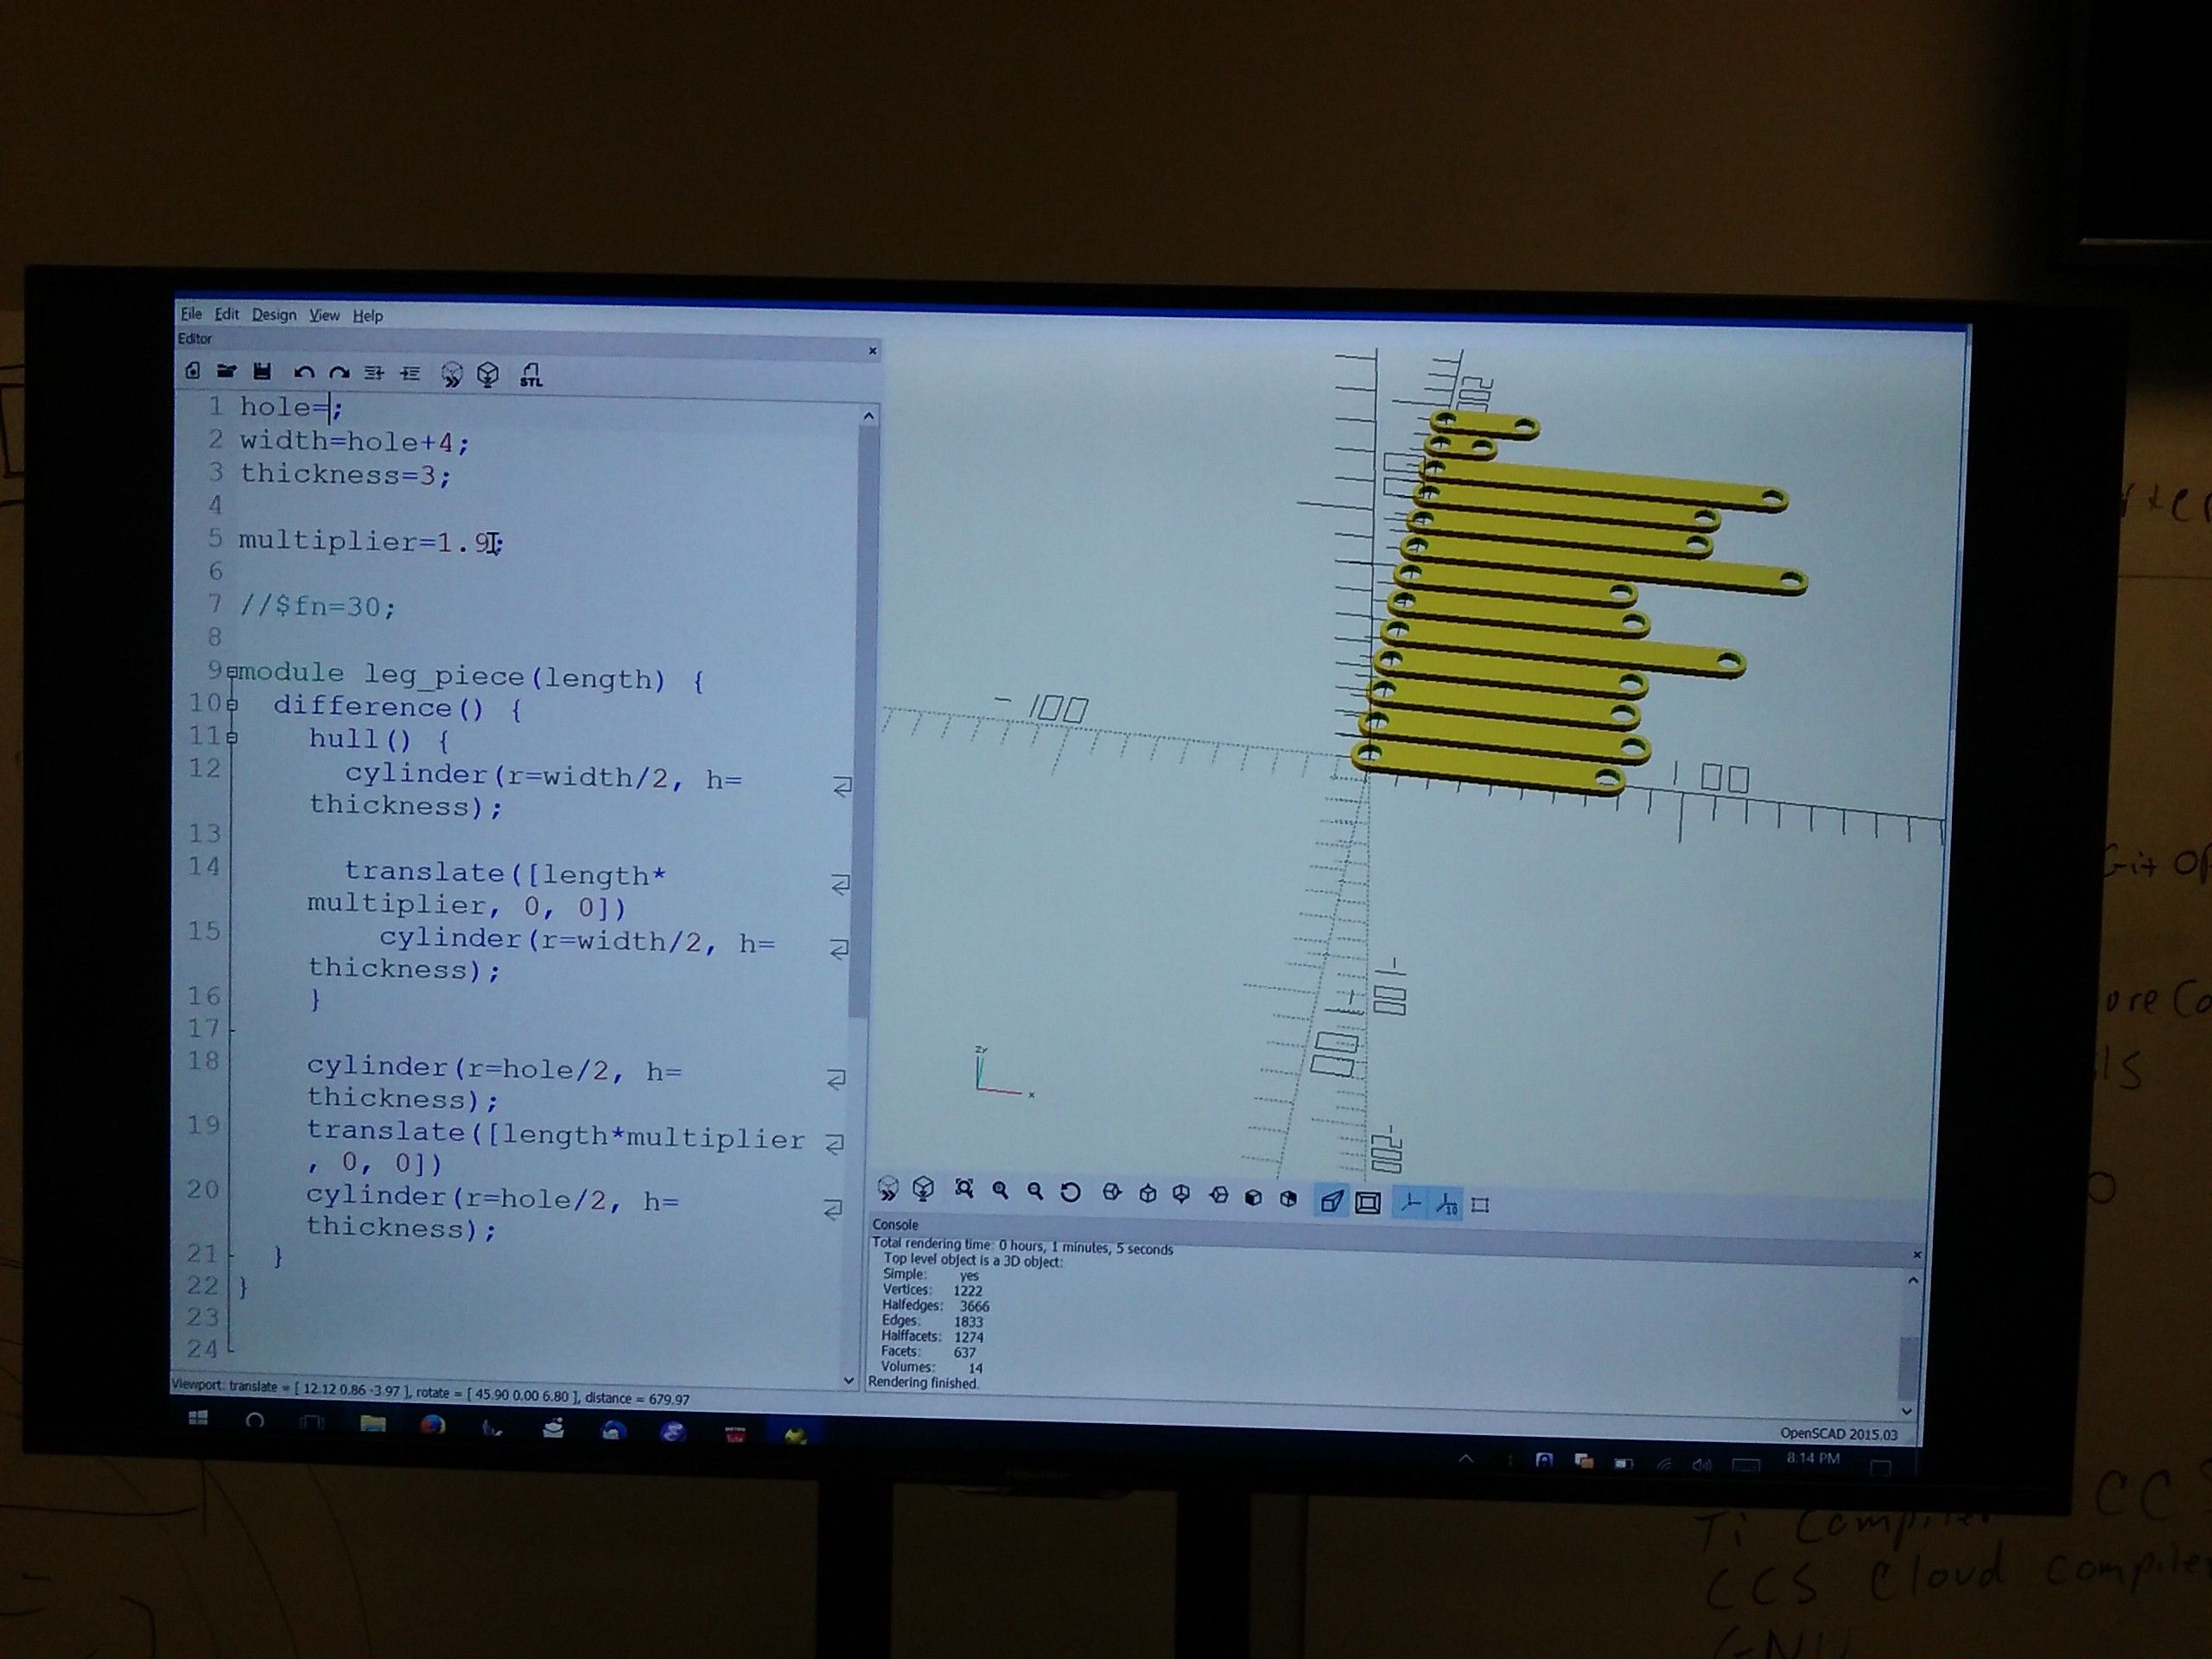 File Edit Design View Help
Editor
STL
1 hole=;
2 width=hole+4;
3 thickness=3;
4
5 multiplier=1.9;
6
7 //$fn=30;
8
9 module leg_piece(length) {
10 difference() {
11 hull() {
12 cylinder(r=width/2, h=
thickness);
13
14 translate([length*
multiplier, 0, 0])
15 cylinder(r=width/2, h=
thickness);
16 }
17
18 cylinder(r=hole/2, h=
thickness);
19 translate([length*multiplier
, 0, 0])
20 cylinder(r=hole/2, h=
thickness);
21 }
22 }
23
24
Viewport: translate = [ 12.12 0.86 -3.97 ], rotate = [ 45.90 0.00 6.80 ], distance = 679.97
200
-100
100
-100
-100
-200
x
Console
Total rendering time: 0 hours, 1 minutes, 5 seconds
Top level object is a 3D object:
Simple: yes
Vertices: 1222
Halfedges: 3666
Edges: 1833
Halffacets: 1274
Facets: 637
Volumes: 14
Rendering finished.
OpenSCAD 2015.03
8:14 PM
Hisense
Git
ore Co
CC
Ti Compiler
CCS Cloud Compile
GNU